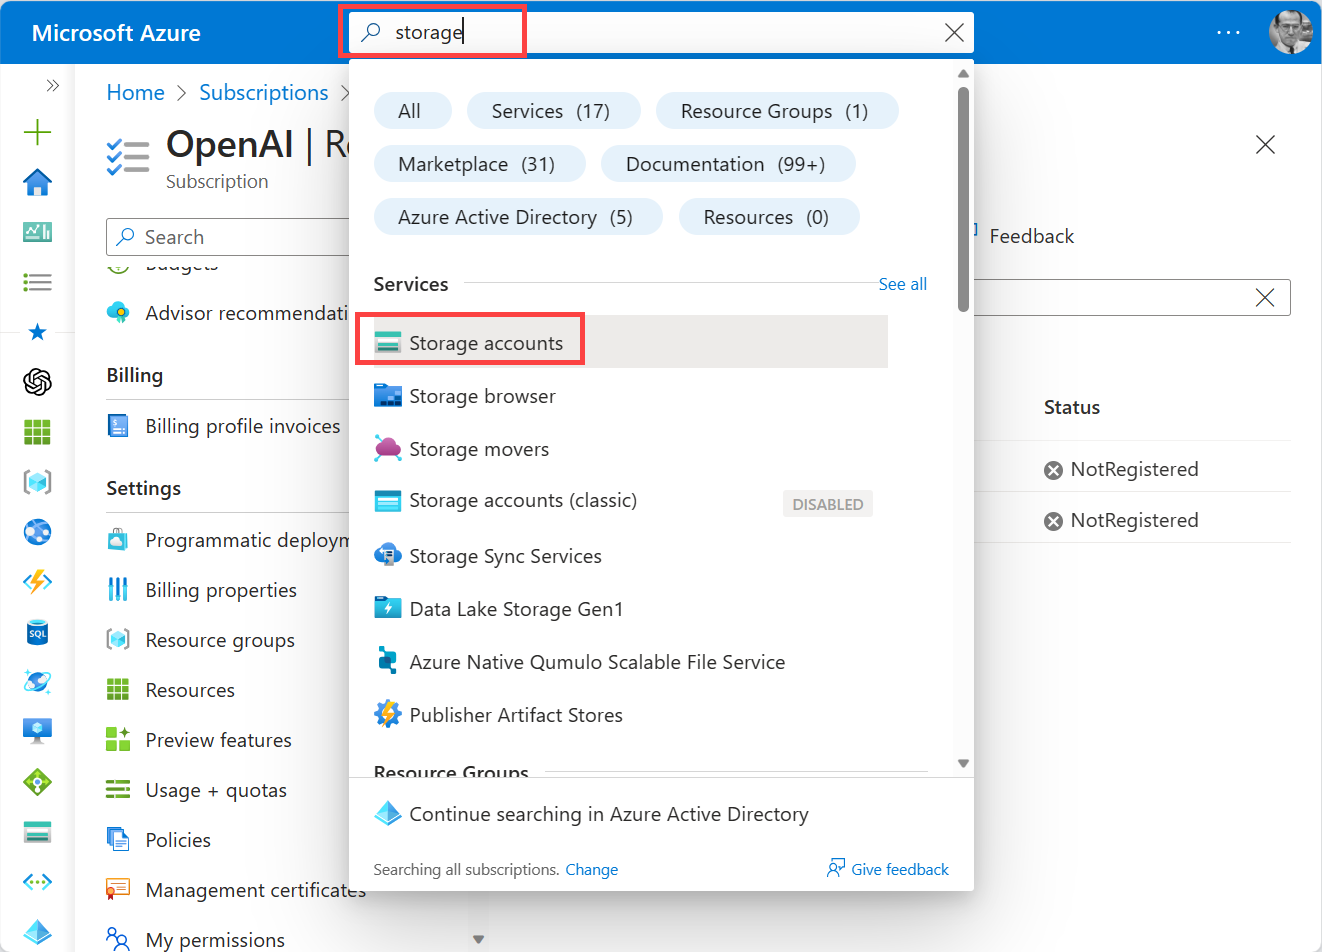 Microsoft Azure
storage
...
Home > Subscriptions >
OpenAI |
Subscription
Search
Budgets
Advisor recommendati
Billing
Billing profile invoices
Settings
Programmatic deploym
Billing properties
Resource groups
Resources
Preview features
Usage + quotas
Policies
Management certificates
My permissions
SQL
All
Services (17)
Resource Groups (1)
Marketplace (31)
Documentation (99+)
Azure Active Directory (5)
Resources (0)
Services
See all
Storage accounts
Storage browser
Storage movers
Storage accounts (classic)
DISABLED
Storage Sync Services
Data Lake Storage Gen1
Azure Native Qumulo Scalable File Service
Publisher Artifact Stores
Resource Groups
Continue searching in Azure Active Directory
Searching all subscriptions. Change
Give feedback
Feedback
Status
NotRegistered
NotRegistered